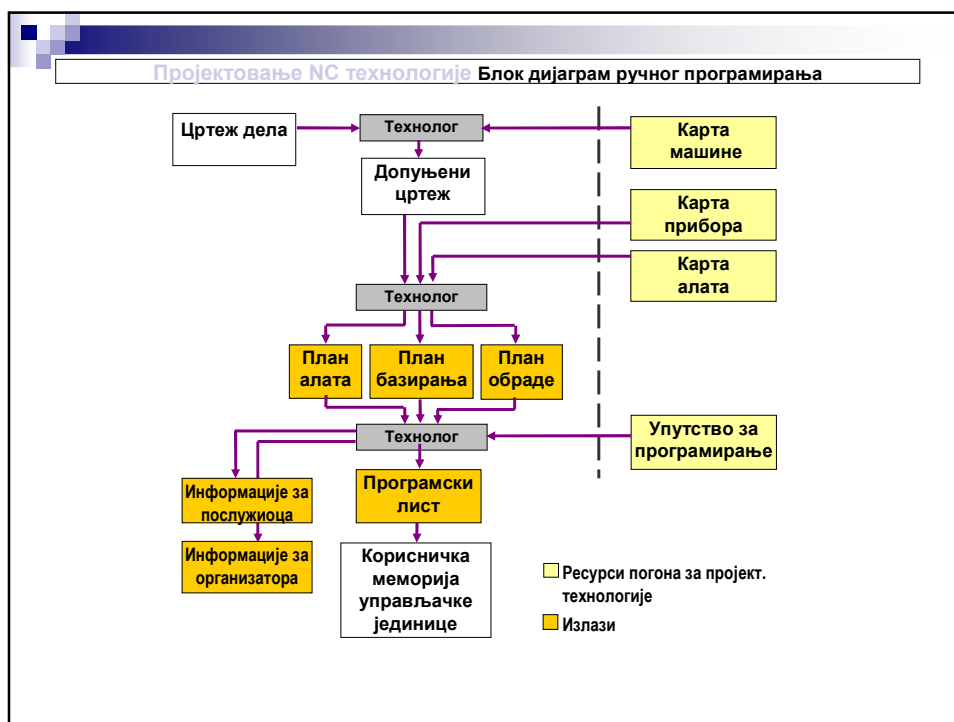 Пројектовање NC технологије Блок дијаграм ручног програмирања
Цртеж дела
Технолог
Карта
машине
Допуњени
цртеж
Карта
прибора
Карта
алата
Технолог
План
алата
План
базирања
План
обраде
Технолог
Упутство за
програмирање
Информације за
послужиоца
Програмски
лист
Информације за
организатора
Корисничка
меморија
управљачке
јединице
Ресурси погона за пројект.
технологије
Излази